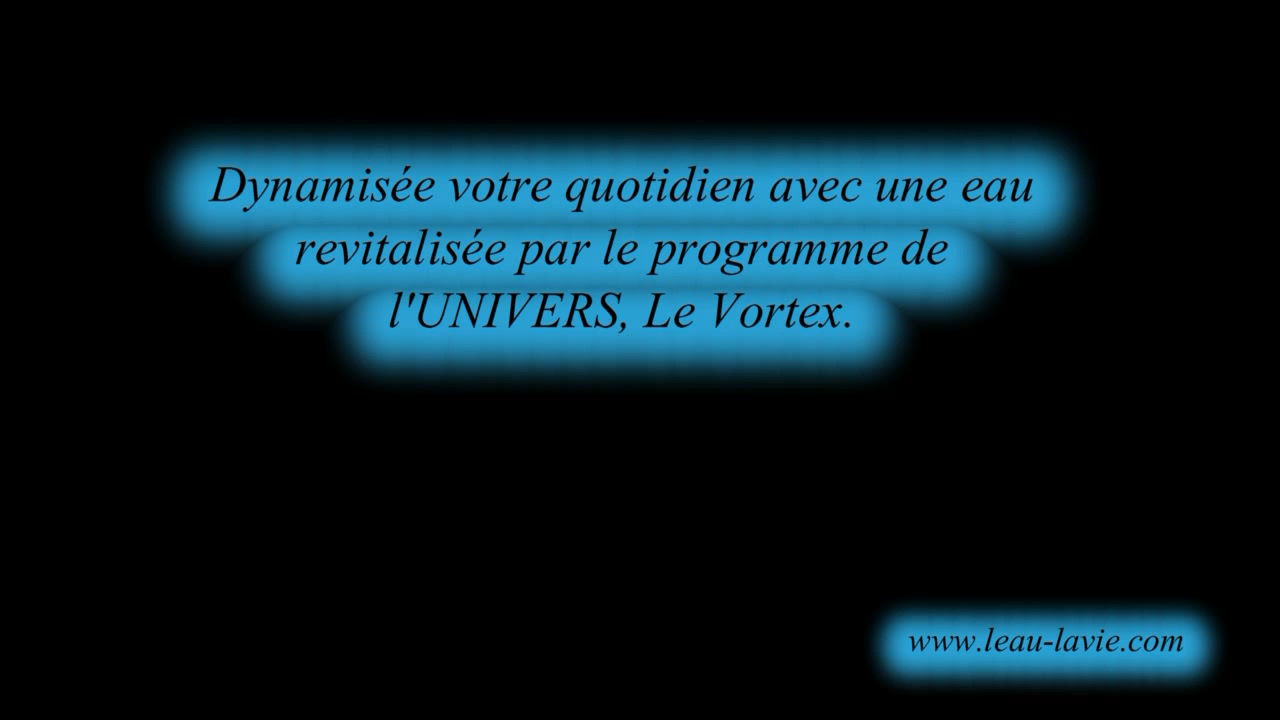 Dynamisée votre quotidien avec une eau
revitalisée par le programme de
l'UNIVERS, Le Vortex.
www.leau-lavie.com